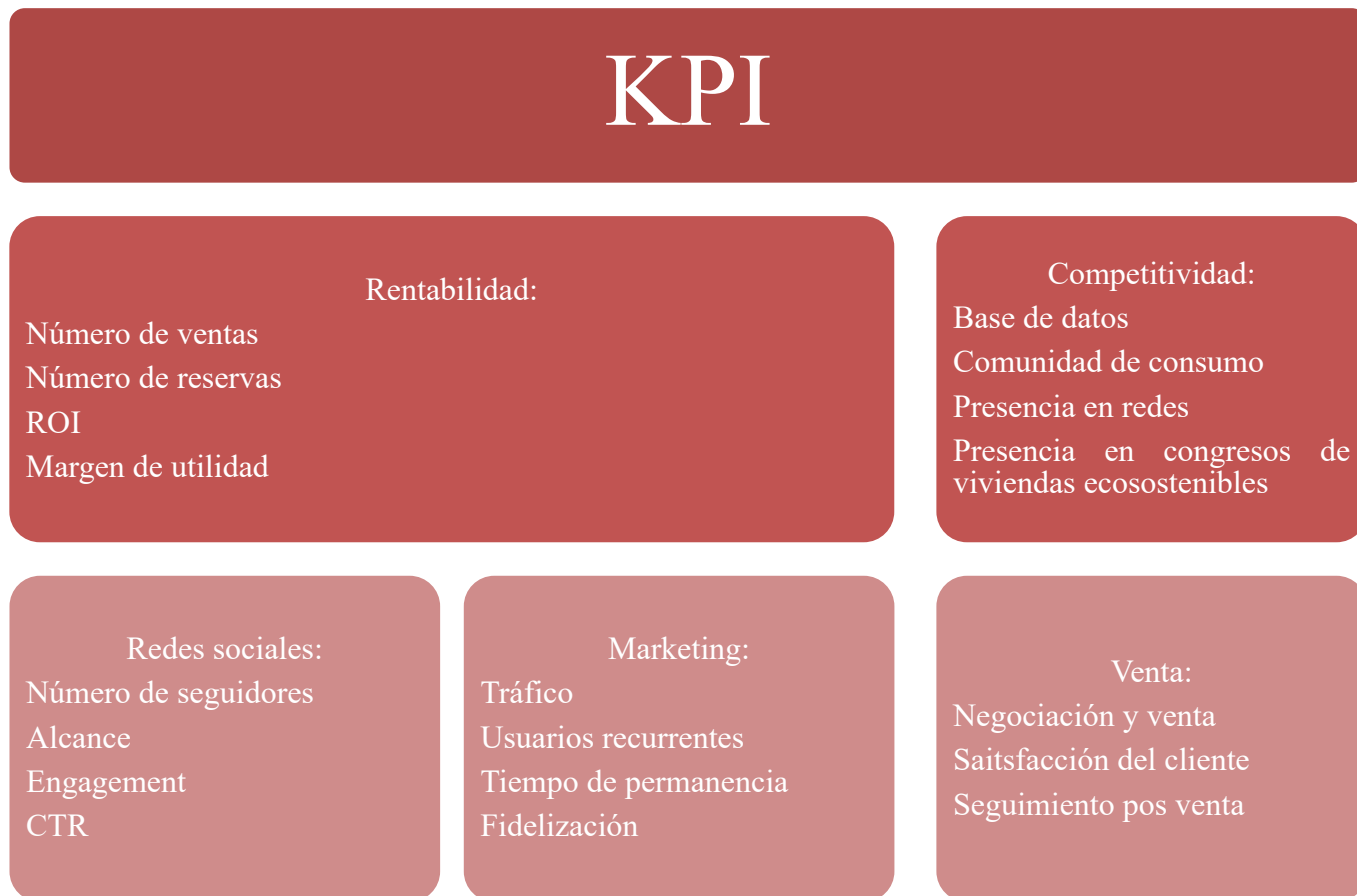 KPI
Rentabilidad:
Número de ventas
Número de reservas
ROI
Margen de utilidad
Competitividad:
Base de datos
Comunidad de consumo
Presencia en redes
Presencia en congresos de
viviendas ecosostenibles
Redes sociales:
Número de seguidores
Alcance
Engagement
CTR
Marketing:
Tráfico
Usuarios recurrentes
Tiempo de permanencia
Fidelización
Venta:
Negociación y venta
Saitsfacción del cliente
Seguimiento pos venta